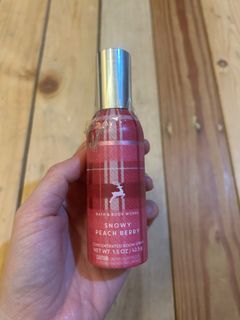 BATH & BODY WORKS
SNOWY
PEACH BERRY
CONCENTRATED ROOM SPRAY
NET WT. 1.5 OZ / 42.5 g